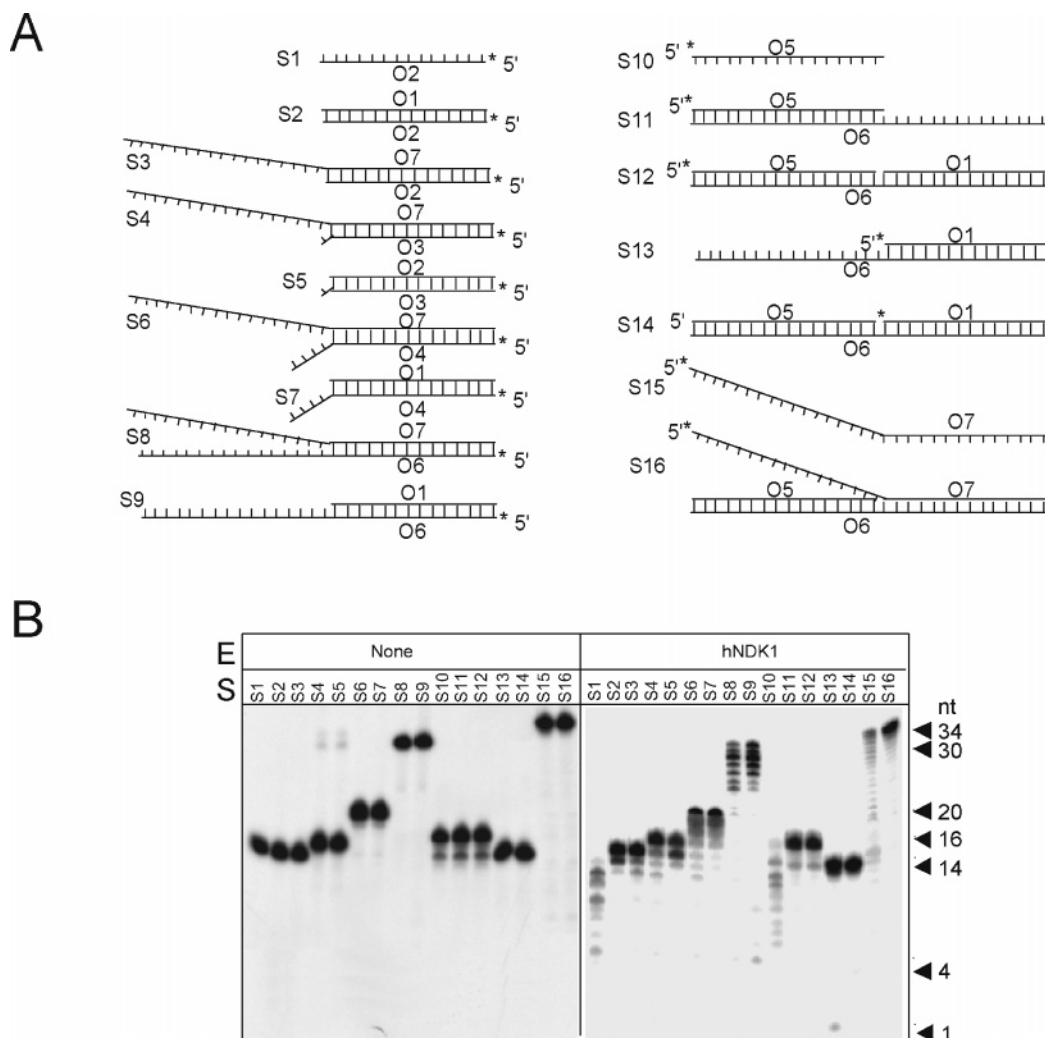 A
S1 * 5'
O2
O1
S2 * 5'
O2
S3 O7
* 5'
O2
S4 O7
* 5'
O3
O2
S5 * 5'
O3
S6 O7
* 5'
O4
O1
S7 * 5'
O4
S8 O7
* 5'
O6
S9 O1
* 5'
O6
5' * O5
S10
5'* O5
S11
O6
5'* O5 O1
S12
O6
5'* O1
S13
O6
5' O5 * O1
S14
O6
5'*
S15 O7
5'*
S16 O7
O5
O6
B
E None hNDK1
S S1 S2 S3 S4 S5 S6 S7 S8 S9 S10 S11 S12 S13 S14 S15 S16 S1 S2 S3 S4 S5 S6 S7 S8 S9 S10 S11 S12 S13 S14 S15 S16 nt
34
30
20
16
14
4
1